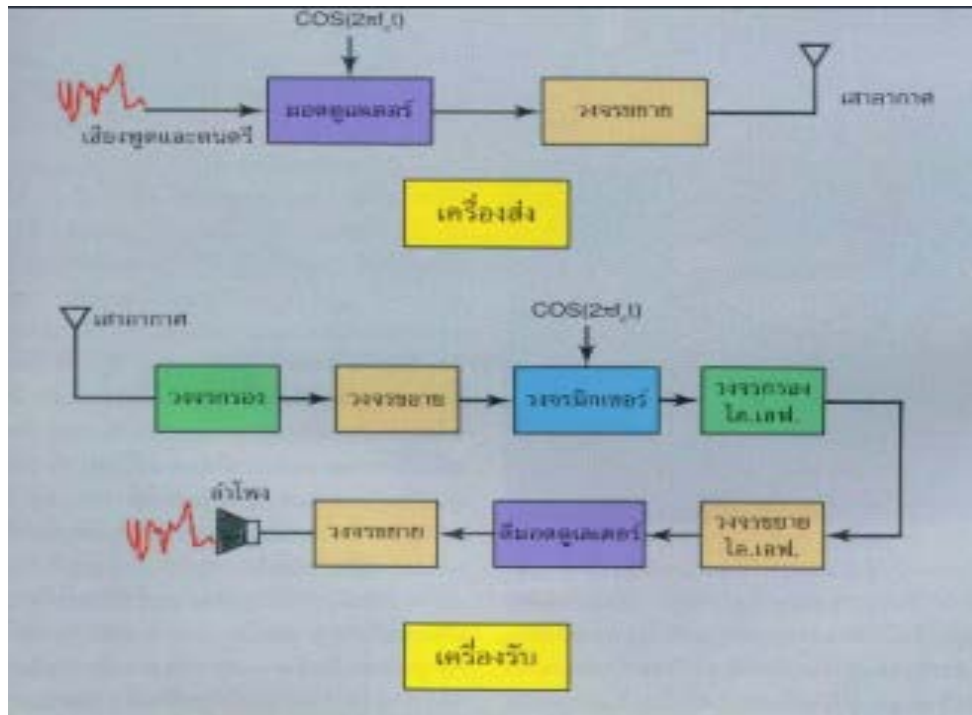 COS(2πf_c t)
มอดดูเลเตอร์
วงจรขยาย
เสาอากาศ
เสียงพูดและดนตรี
เครื่องส่ง
เสาอากาศ
COS(2πf_c t)
วงจรกรอง
วงจรขยาย
วงจรมิกเซอร์
วงจรกรอง
ไอ.เอฟ.
ลำโพง
วงจรขยาย
ดีมอดดูเลเตอร์
วงจรขยาย
ไอ.เอฟ.
เครื่องรับ